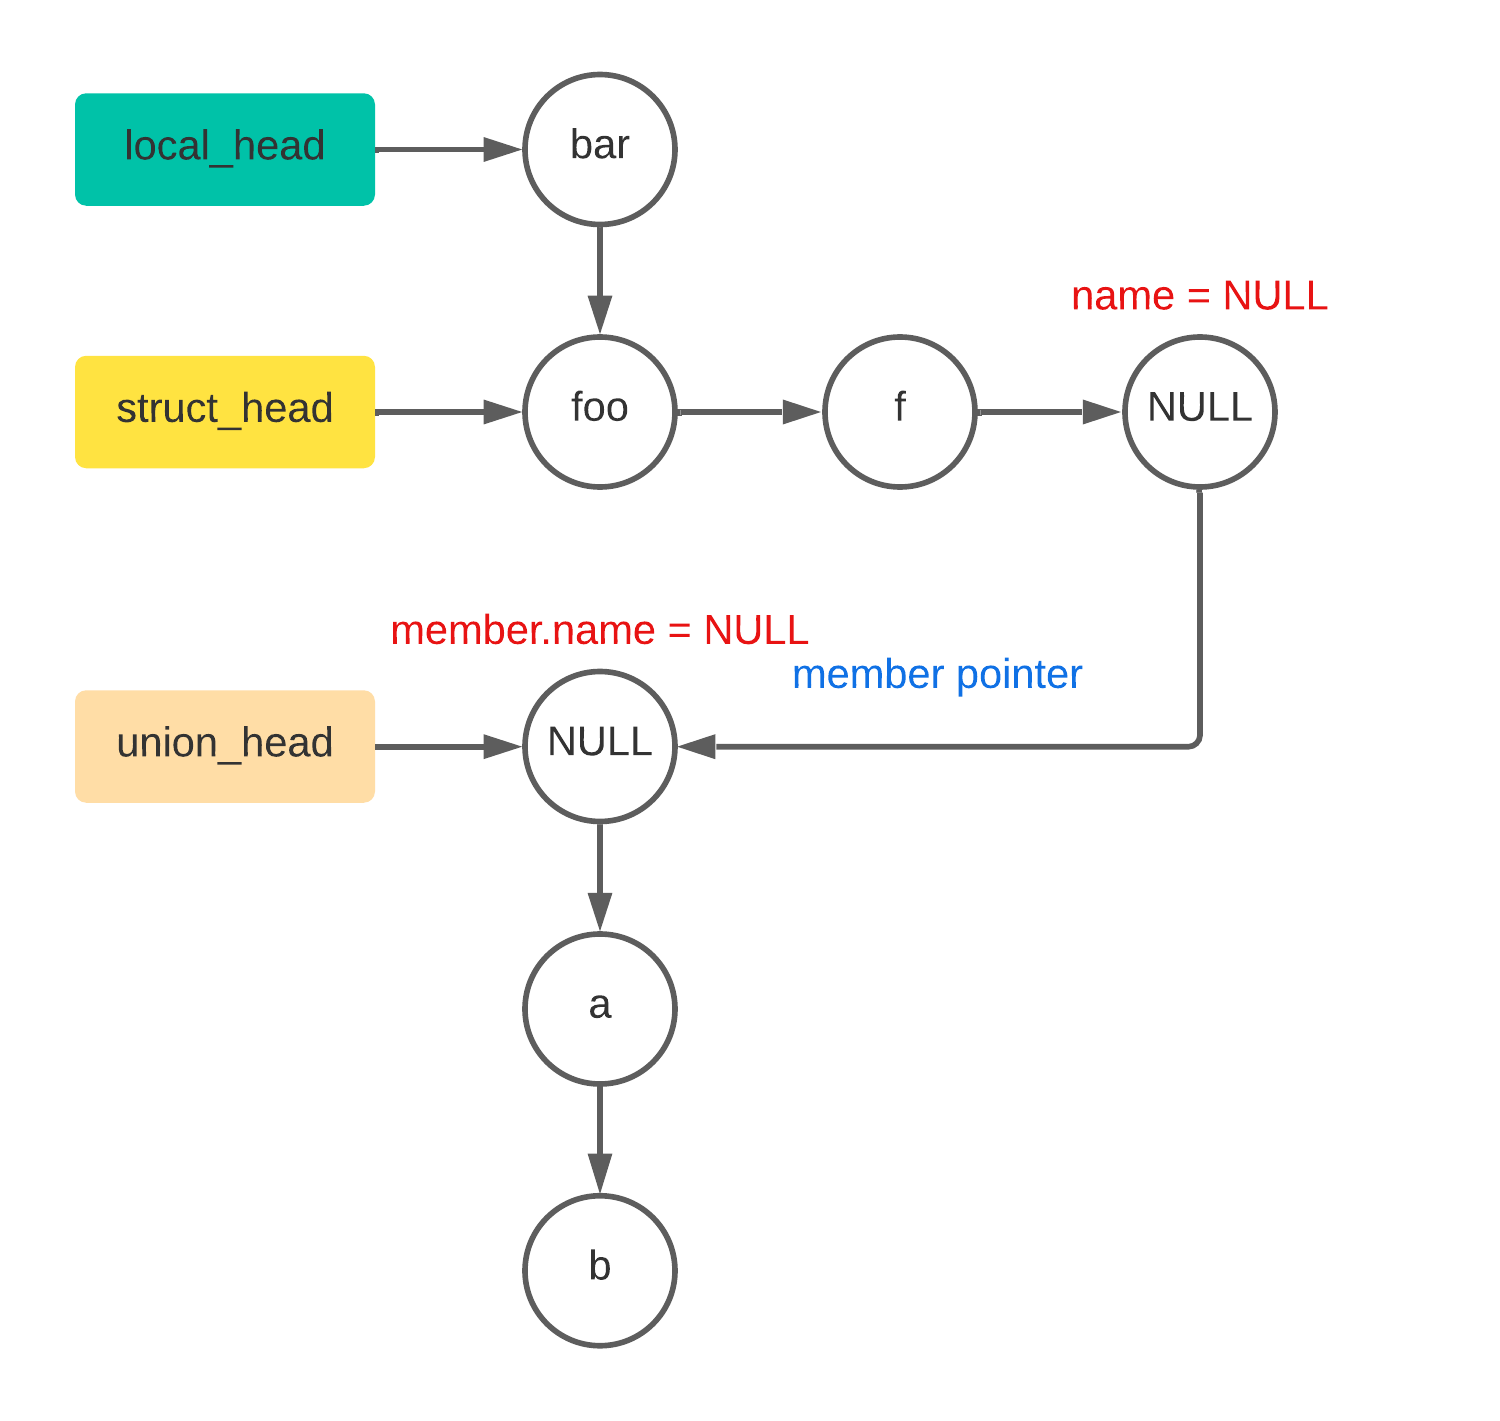 local_head
bar
name = NULL
struct_head
foo
f
NULL
member.name = NULL
member pointer
union_head
NULL
a
b